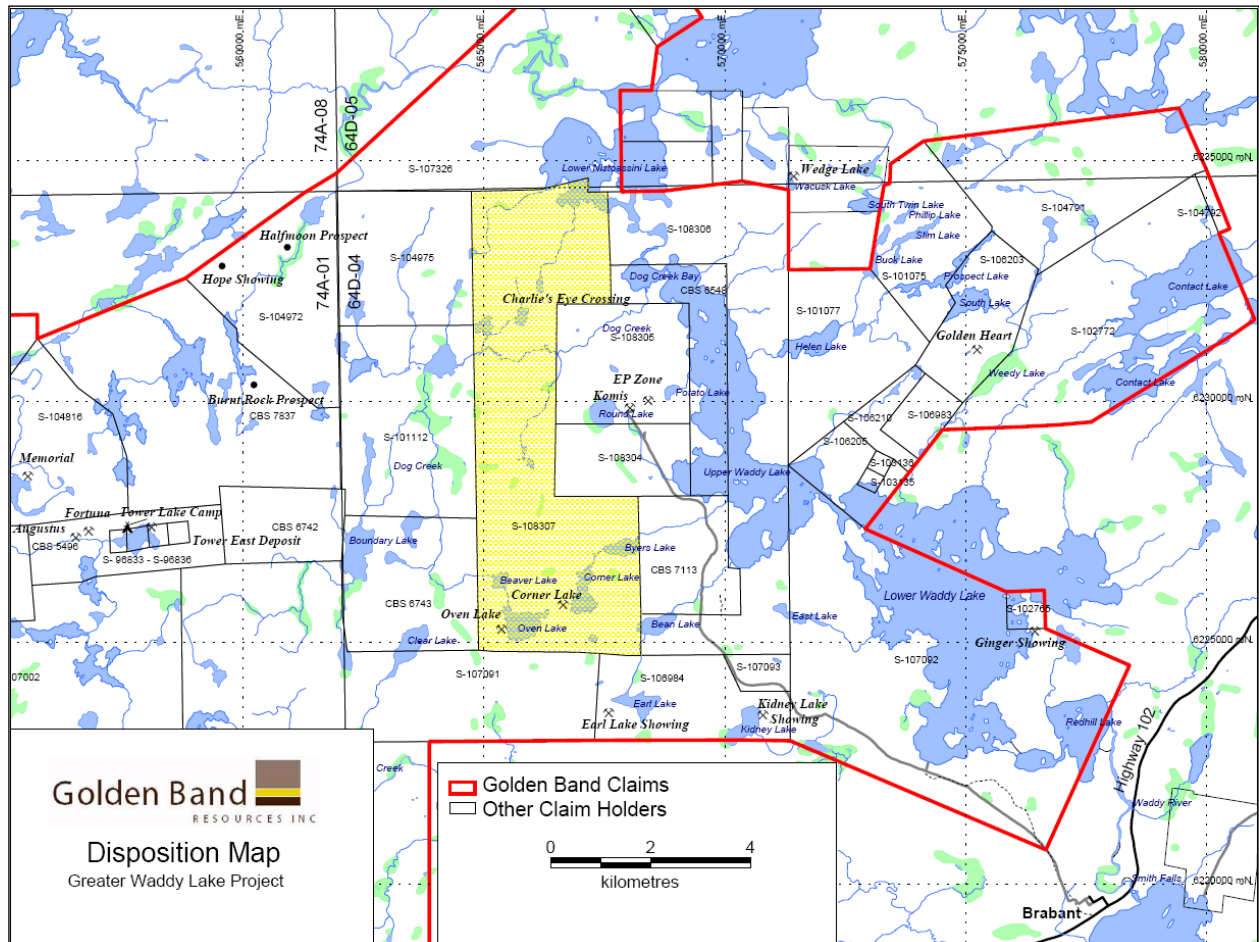 560000 mE
565000 mE
570000 mE
575000 mE
580000 mE
74A-08
64D-05
S-107326
Lower Nistoassini Lake
Wedge Lake
Wacusk Lake
6235000 mN
South Twin Lake
Phillip Lake
S-104791
S-104792
Slim Lake
Halfmoon Prospect
S-108306
Hope Showing
S-104975
Buck Lake
S-106203
S-101075
Prospect Lake
Dog Creek Bay
CBS 6548
Contact Lake
74A-01
64D-04
Charlie's Eye Crossing
South Lake
S-104972
S-101077
Dog Creek
S-108305
Golden Heart
S-102772
Helen Lake
Weedy Lake
EP Zone
Burnt Rock Prospect
Komis
Potato Lake
Contact Lake
6230000 mN
S-104816
CBS 7837
Round Lake
S-106983
S-106210
S-101112
S-106205
Memorial
Dog Creek
S-108304
S-103136
Upper Waddy Lake
S-103135
Fortuna
Tower Lake Camp
Augustus
CBS 6742
S-108307
Tower East Deposit
CBS 5496
Boundary Lake
Byers Lake
S- 96833 - S-96836
CBS 7113
Beaver Lake
Corner Lake
Corner Lake
Lower Waddy Lake
CBS 6743
S-102765
Oven Lake
Oven Lake
Bean Lake
East Lake
Clear Lake
Ginger Showing
6225000 mN
07002
S-107091
S-106984
S-107093
S-107092
Earl Lake
Kidney Lake
Showing
Earl Lake Showing
Kidney Lake
Redhill Lake
Highway 102
Creek
Waddy River
Smith Falls
6220000 mN
Brabant
Golden Band
RESOURCES INC
Disposition Map
Greater Waddy Lake Project
Golden Band Claims
Other Claim Holders
0 2 4
kilometres